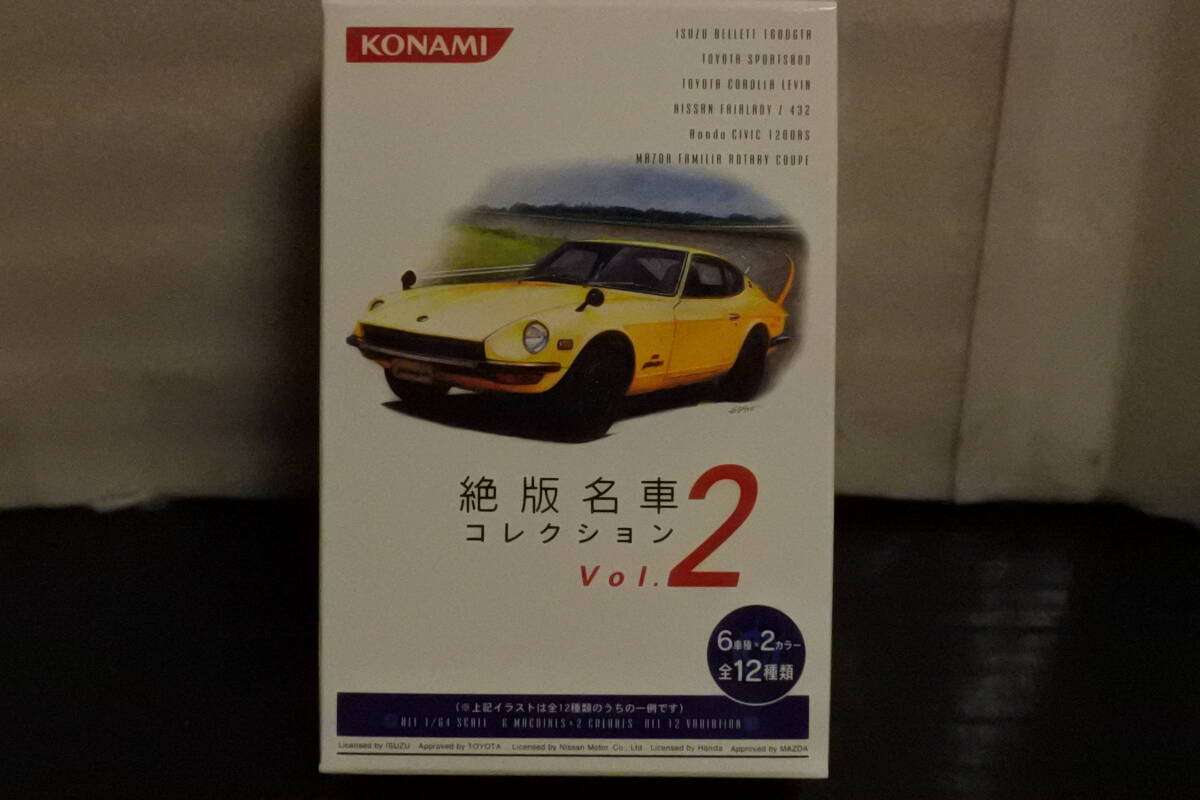 KONAMI
ISUZU BELLETT 1600GTR
TOYOTA SPORTS800
TOYOTA COROLLA LEVIN
NISSAN FAIRLADY Z 432
Honda CIVIC 1200RS
MAZDA FAMILIA ROTARY COUPE
絶版名車
コレクション
Vol.2
6車種×2カラー
全12種類
(※上記イラストは全12種類のうちの一例です)
ALL 1/64 SCALE 6 MACHINES×2 COLORS ALL 12 VARIATION
Licensed by ISUZU Approved by TOYOTA Licensed by Nissan Motor Co., Ltd Licensed by Honda Approved by MAZDA